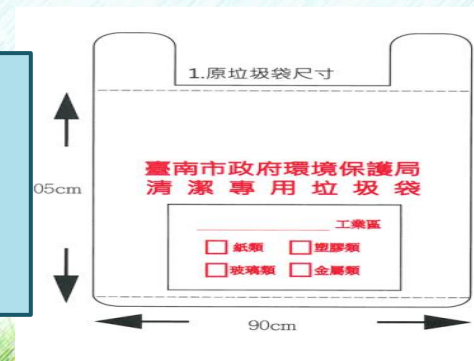 1.原垃圾袋尺寸
臺南市政府環境保護局
清潔專用垃圾袋
05cm
工業區
□紙類 □塑膠類
□玻璃類 □金屬類
90cm